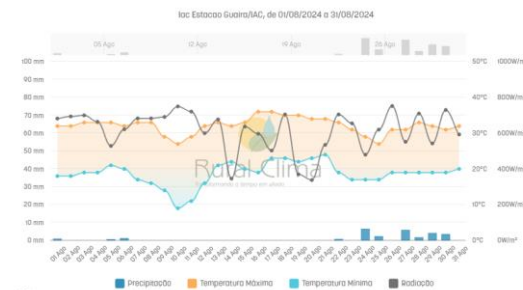 Iac Estacao Guaira/IAC, de 01/08/2024 a 31/08/2024
05 Ago 12 Ago 19 Ago 26 Ago
100 mm 50°C 1000W/m
90 mm
80 mm 40°C 800W/m
70 mm
60 mm 30°C 600W/m
50 mm
40 mm 20°C 400W/m
30 mm
20 mm 10°C 200W/m
10 mm
0 mm 0°C 0W/m²
Rural Clima
01 Ago 02 Ago 03 Ago 04 Ago 05 Ago 06 Ago 07 Ago 08 Ago 09 Ago 10 Ago 11 Ago 12 Ago 13 Ago 14 Ago 15 Ago 16 Ago 17 Ago 18 Ago 19 Ago 20 Ago 21 Ago 22 Ago 23 Ago 24 Ago 25 Ago 26 Ago 27 Ago 28 Ago 29 Ago 30 Ago 31 Ago
Precipitação Temperatura Máxima Temperatura Mínima Radiação